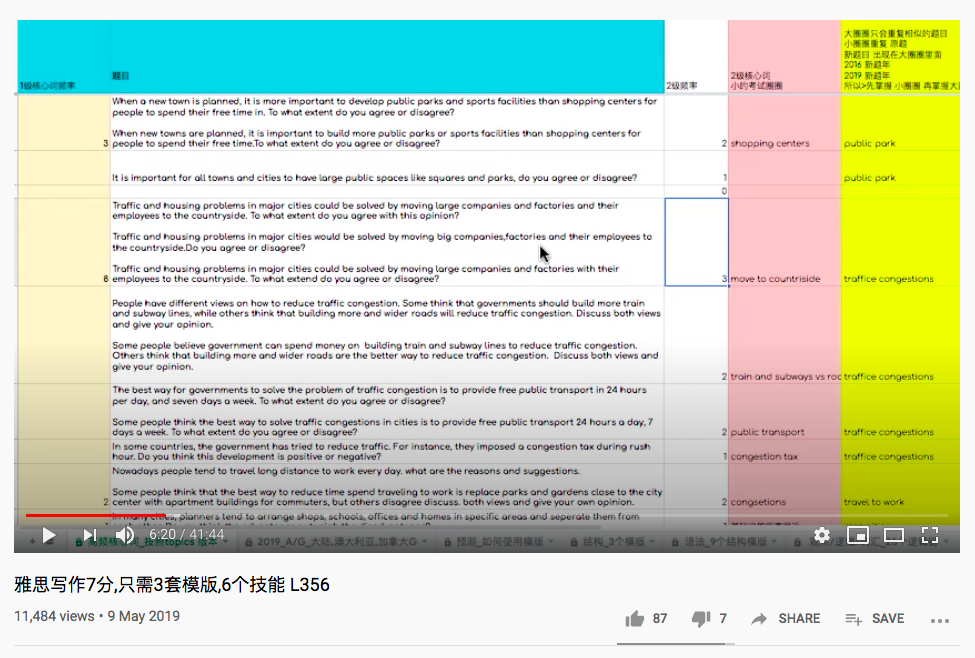 大圈圈只会重复相似的题目
小圈圈重复 原题
新题目 出现在大圈圈里面
2016 新题年
2019 新题年
所以>先掌握 小圈圈 再掌握大
1级核心词频率
题目
2级频率
2级核心词
小的考试圈圈
When a new town is planned, it is more important to develop public parks and sports facilities than shopping centers for
people to spend their free time in. To what extent do you agree or disagree?
When new towns are planned, it is important to build more public parks or sports facilities than shopping centers for
3 people to spend their free time.To what extent do you agree or disagree? 2 shopping centers public park
It is important for all towns and cities to have large public spaces like squares and parks, do you agree or disagree? 1 public park
0
Traffic and housing problems in major cities could be solved by moving large companies and factories and their
employees to the countryside. To what extent do you agree with this opinion?
Traffic and housing problems in major cities would be solved by moving big companies,factories and their employees to
the countryside.Do you agree or disagree?
Traffic and housing problems in major cities could be solved by moving large companies and factories with their
8 employees to the countryside. To what extend do you agree or disagree? 3 move to countriside traffice congestions
People have different views on how to reduce traffic congestion. Some think that governments should build more train
and subway lines, while others think that building more and wider roads will reduce traffic congestion. Discuss both views
and give your opinion.
Some people believe government can spend money on building train and subway lines to reduce traffic congestion.
Others think that building more and wider roads are the better way to reduce traffic congestion. Discuss both views and
give your opinion. 2 train and subways vs roc traffice congestions
The best way for governments to solve the problem of traffic congestion is to provide free public transport in 24 hours
per day, and seven days a week. To what extent do you agree or disagree?
Some people think the best way to solve traffic congestions in cities is to provide free public transport 24 hours a day, 7
days a week. To what extent do you agree or disagree? 2 public transport traffice congestions
In some countries, the government has tried to reduce traffic. For instance, they imposed a congestion tax during rush
hour. Do you think this development is positive or negative? 1 congestion tax traffice congestions
Nowadays people tend to travel long distance to work every day. what are the reasons and suggestions.
Some people think that the best way to reduce time spend traveling to work is replace parks and gardens close to the city
2 center with apartment buildings for commuters, but others disagree discuss. both views and give your own opinion. 2 congsetions travel to work
In many cities, planners tend to arrange shops, schools, offices and homes in specific areas and seperate them from
6:20 / 41:44
高频核心词_按照topics 版本 2019_A/G_大陆,澳大利亚,加拿大G 预测_如何使用模版 结构_3个模版 语法_9个结构模版
雅思写作7分,只需3套模版,6个技能 L356
11,484 views • 9 May 2019
87 7 SHARE SAVE